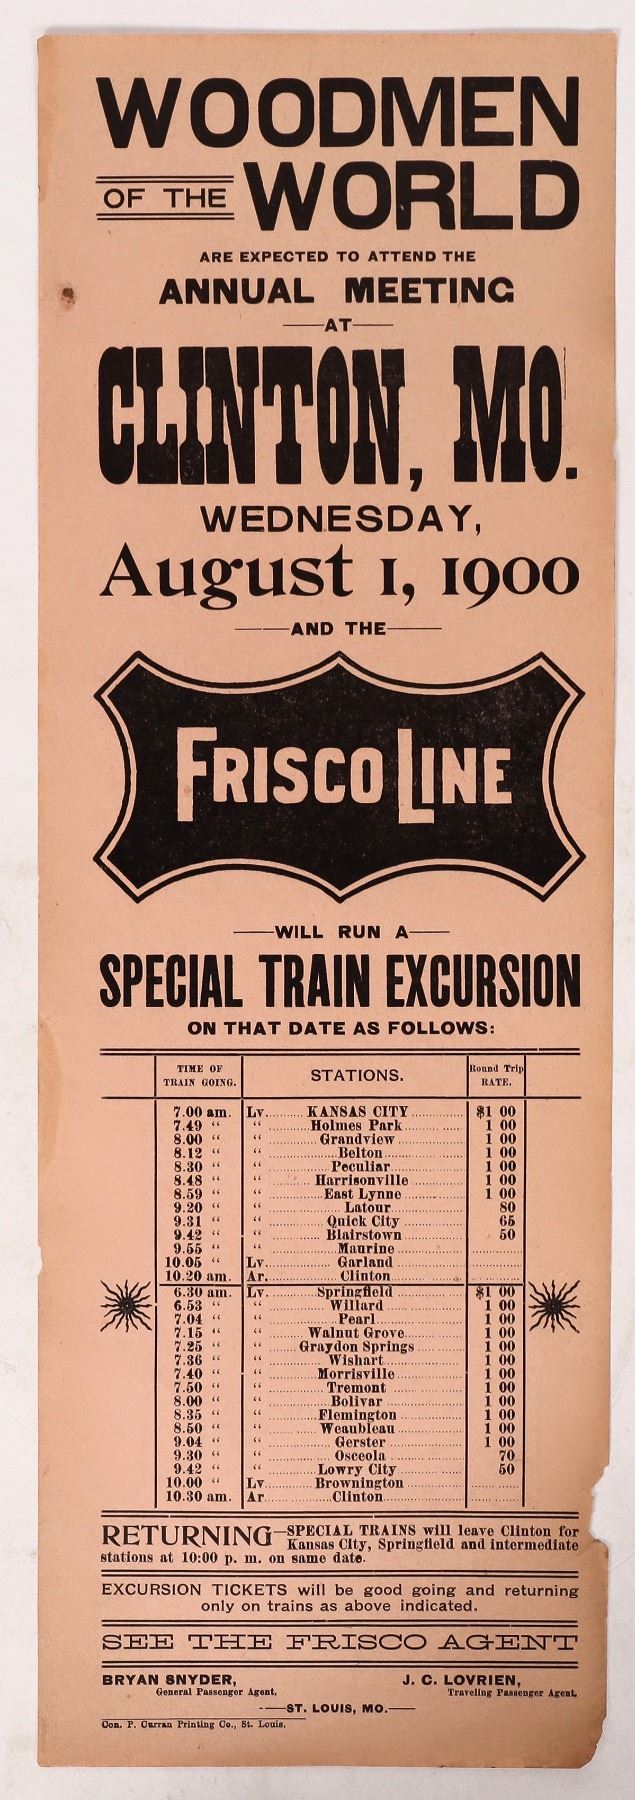 WOODMEN
OF THE WORLD
ARE EXPECTED TO ATTEND THE
ANNUAL MEETING
AT
CLINTON, MO.
WEDNESDAY,
August 1, 1900
AND THE
FRISCO LINE
WILL RUN A
SPECIAL TRAIN EXCURSION
ON THAT DATE AS FOLLOWS:
TIME OF TRAIN GOING. STATIONS. Round Trip RATE.
7.00 am. Lv. KANSAS CITY $1 00
7.49 “ “ Holmes Park 1 00
8.00 “ “ Grandview 1 00
8.12 “ “ Belton 1 00
8.30 “ “ Peculiar 1 00
8.48 “ “ Harrisonville 1 00
8.59 “ “ East Lynne 1 00
9.20 “ “ Latour 80
9.31 “ “ Quick City 65
9.42 “ “ Blairstown 50
9.55 “ “ Maurine
10.05 “ Lv. Garland
10.20 am. Ar. Clinton
6.30 am. Lv. Springfield $1 00
6.53 “ “ Willard 1 00
7.04 “ “ Pearl 1 00
7.15 “ “ Walnut Grove 1 00
7.25 “ “ Graydon Springs 1 00
7.36 “ “ Wishart 1 00
7.40 “ “ Morrisville 1 00
7.50 “ “ Tremont 1 00
8.00 “ “ Bolivar 1 00
8.35 “ “ Flemington 1 00
8.50 “ “ Weaubleau 1 00
9.04 “ “ Gerster 1 00
9.30 “ “ Osceola 70
9.42 “ “ Lowry City 50
10.00 “ Lv Brownington
10.30 am. Ar Clinton
RETURNING—SPECIAL TRAINS will leave Clinton for
Kansas City, Springfield and intermediate
stations at 10:00 p. m. on same date.
EXCURSION TICKETS will be good going and returning
only on trains as above indicated.
SEE THE FRISCO AGENT
BRYAN SNYDER, J. C. LOVRIEN,
General Passenger Agent, Traveling Passenger Agent,
ST. LOUIS, MO.
Con. P. Curran Printing Co., St. Louis.